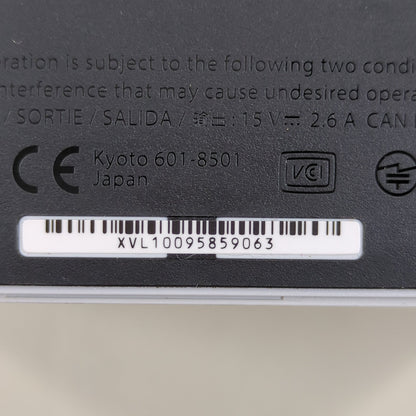 ration is subject to the following two condi
nterference that may cause undesired opera
/ SORTIE / SALIDA / 输出 : 15 V⎓ 2.6 A CAN I
CE Kyoto 601-8501
Japan
VCI
XVL10095859063